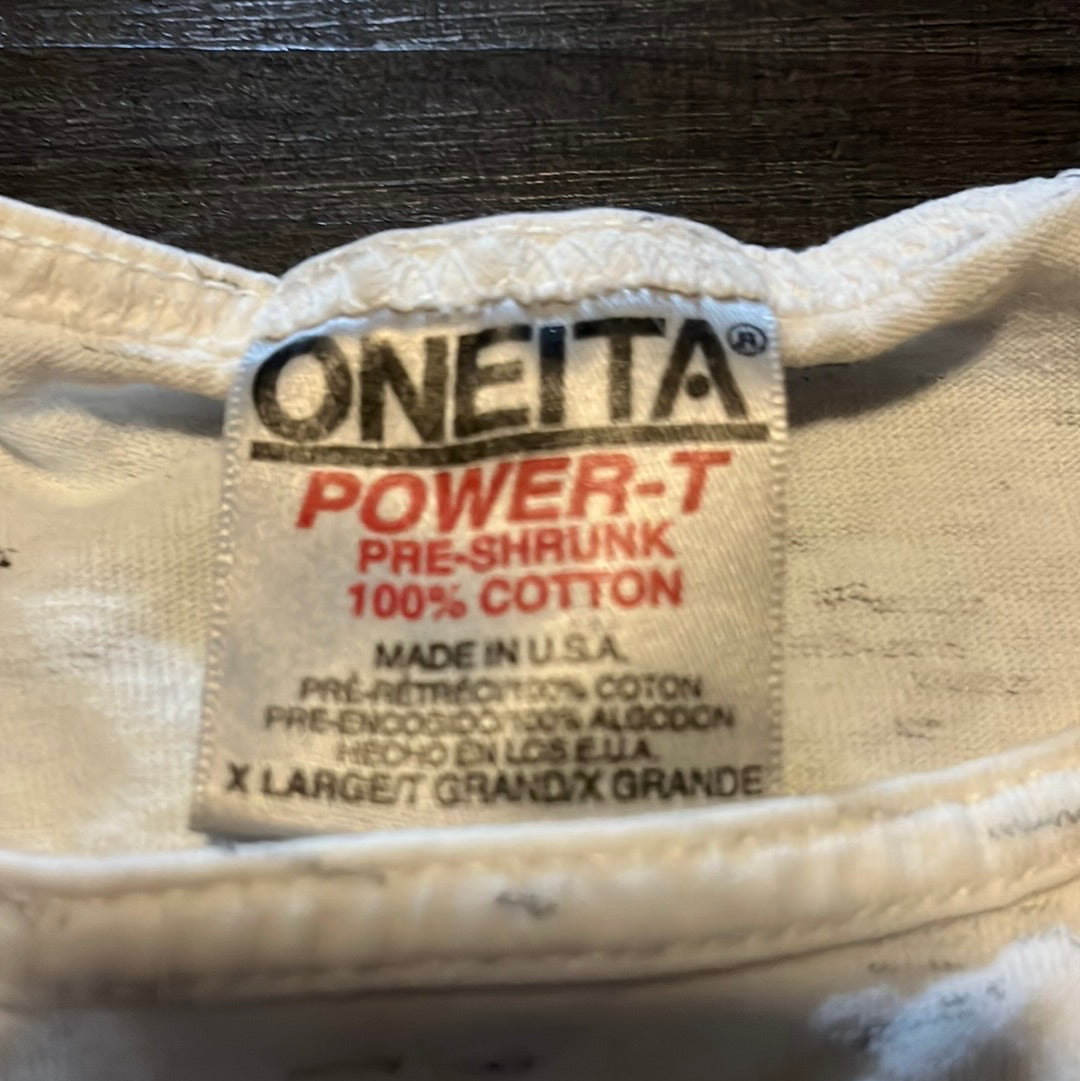 ONEITA®
POWER-T
PRE-SHRUNK
100% COTTON
MADE IN U.S.A.
PRÉ-RÉTRÉCI/100% COTON
PRE-ENCOGIDO/100% ALGODON
HECHO EN LOS E.U.A.
X LARGE/T GRAND/X GRANDE